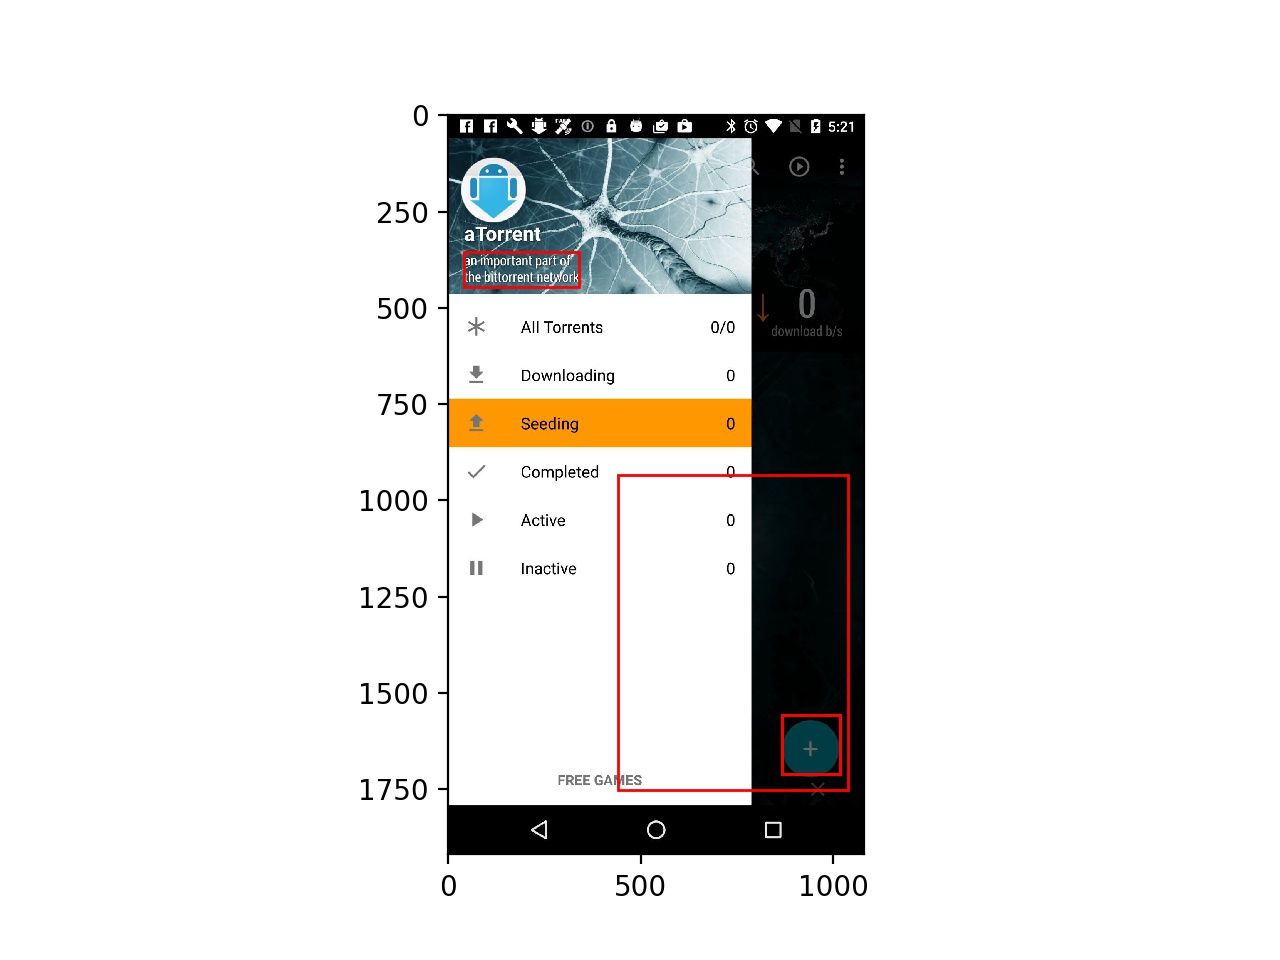 0
250
500
750
1000
1250
1500
1750
0 500 1000
5:21
aTorrent
an important part of
the bittorrent network
0
download b/s
All Torrents 0/0
Downloading 0
Seeding 0
Completed 0
Active 0
Inactive 0
+
FREE GAMES